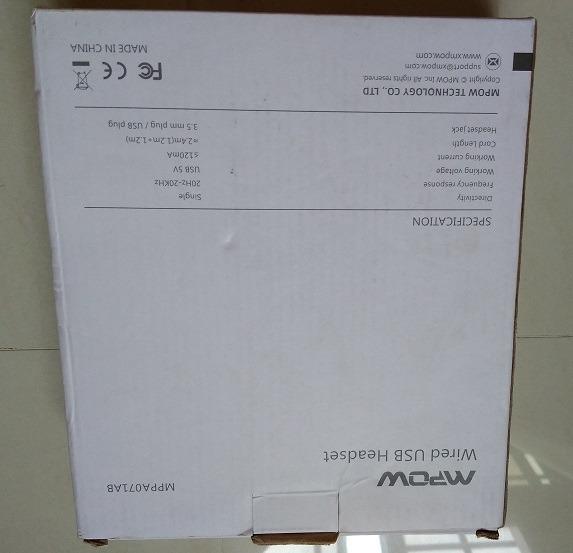 MPOW
Wired USB Headset
MPPA071AB
SPECIFICATION
Directivity Single
Frequency response 20Hz-20KHz
Working voltage USB 5V
Working current ≤120mA
Cord Length ≈2.4m(1.2m+1.2m)
Headset jack 3.5 mm plug / USB plug
MPOW TECHNOLOGY CO., LTD
Copyright © MPOW Inc All rights reserved.
support@xmpow.com
www.xmpow.com
FC CE
MADE IN CHINA